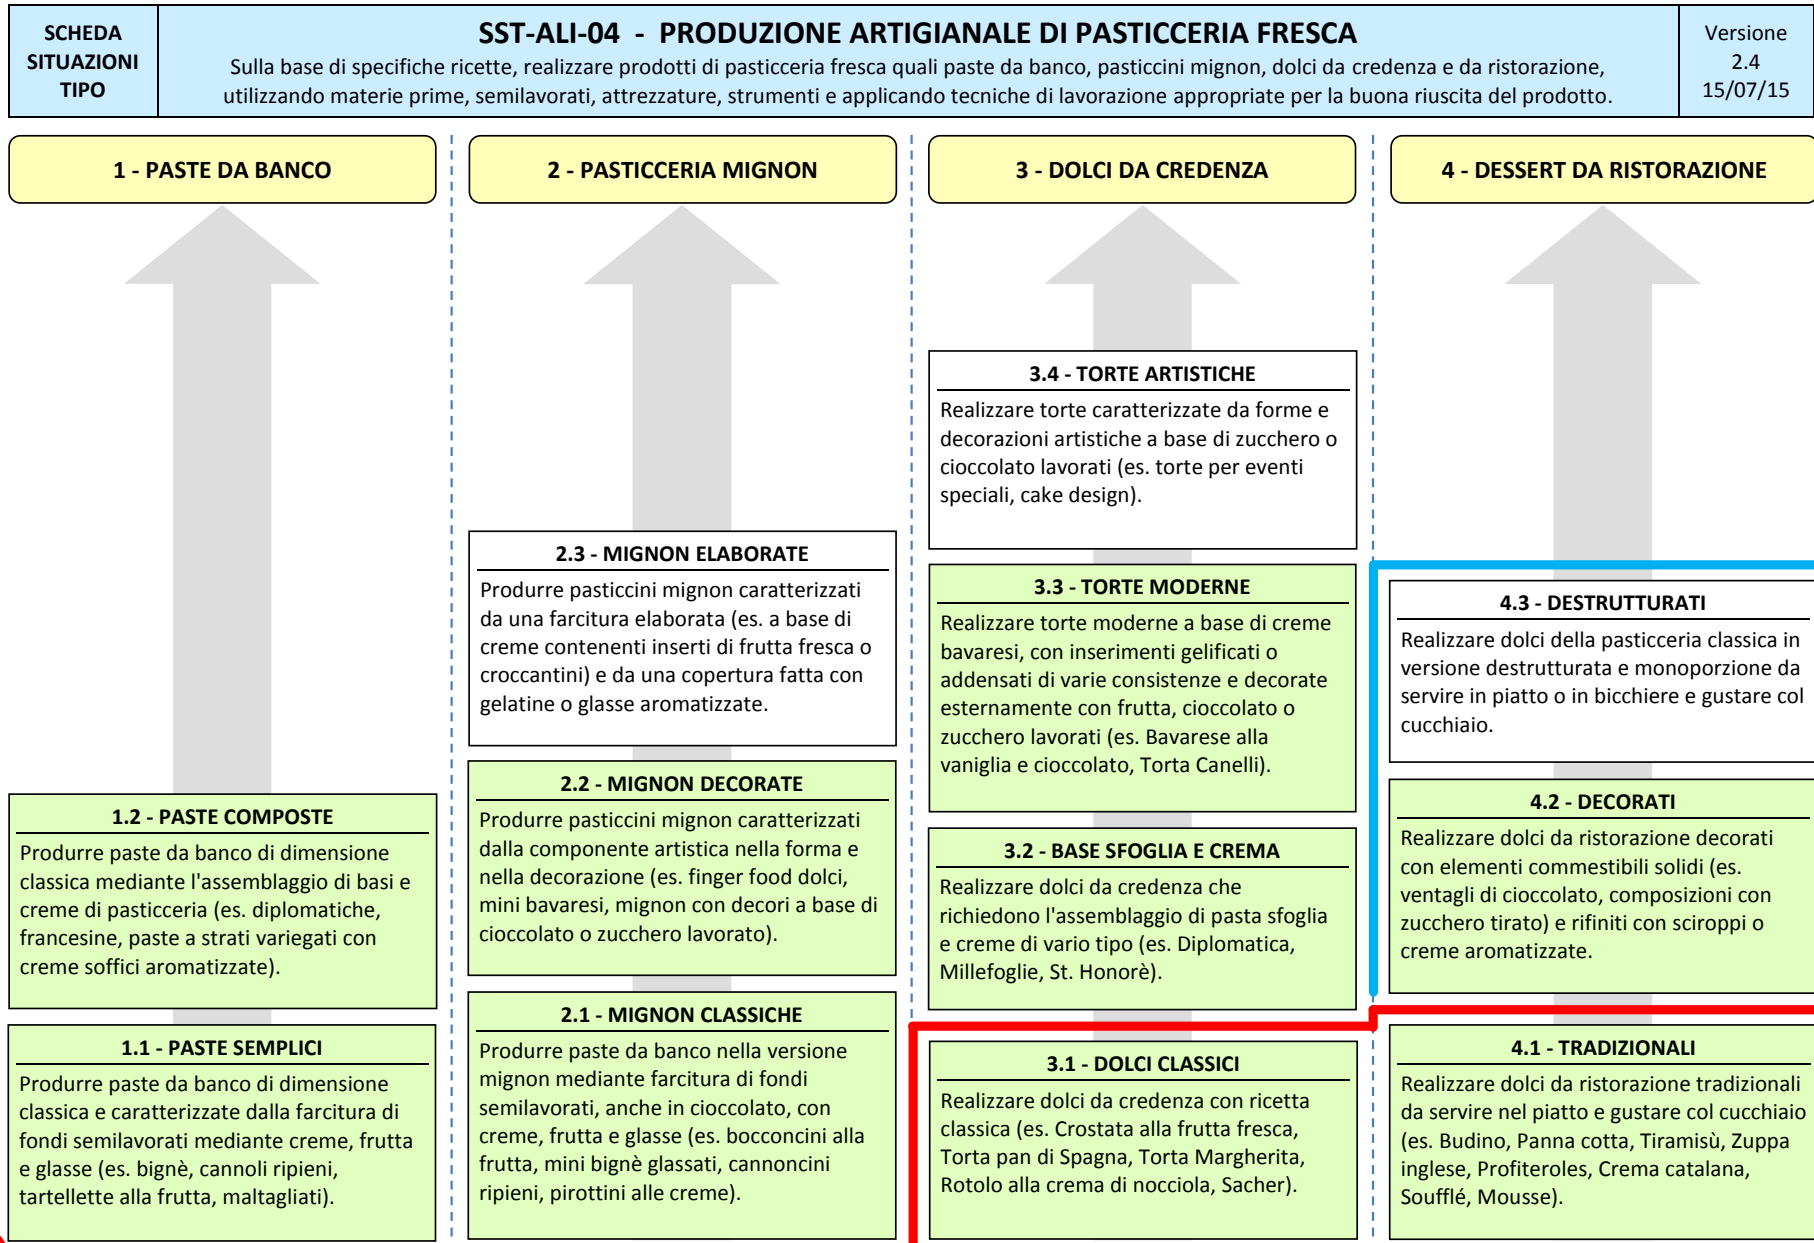 SCHEDA
SITUAZIONI
TIPO
SST-ALI-04 - PRODUZIONE ARTIGIANALE DI PASTICCERIA FRESCA
Sulla base di specifiche ricette, realizzare prodotti di pasticceria fresca quali paste da banco, pasticcini mignon, dolci da credenza e da ristorazione,
utilizzando materie prime, semilavorati, attrezzature, strumenti e applicando tecniche di lavorazione appropriate per la buona riuscita del prodotto.
Versione
2.4
15/07/15
1 - PASTE DA BANCO
1.2 - PASTE COMPOSTE
Produrre paste da banco di dimensione
classica mediante l'assemblaggio di basi e
creme di pasticceria (es. diplomatiche,
francesine, paste a strati variegati con
creme soffici aromatizzate).
1.1 - PASTE SEMPLICI
Produrre paste da banco di dimensione
classica e caratterizzate dalla farcitura di
fondi semilavorati mediante creme, frutta
e glasse (es. bignè, cannoli ripieni,
tartellette alla frutta, maltagliati).
2 - PASTICCERIA MIGNON
2.3 - MIGNON ELABORATE
Produrre pasticcini mignon caratterizzati
da una farcitura elaborata (es. a base di
creme contenenti inserti di frutta fresca o
croccantini) e da una copertura fatta con
gelatine o glasse aromatizzate.
2.2 - MIGNON DECORATE
Produrre pasticcini mignon caratterizzati
dalla componente artistica nella forma e
nella decorazione (es. finger food dolci,
mini bavaresi, mignon con decori a base di
cioccolato o zucchero lavorato).
2.1 - MIGNON CLASSICHE
Produrre paste da banco nella versione
mignon mediante farcitura di fondi
semilavorati, anche in cioccolato, con
creme, frutta e glasse (es. bocconcini alla
frutta, mini bignè glassati, cannoncini
ripieni, pirottini alle creme).
3 - DOLCI DA CREDENZA
3.4 - TORTE ARTISTICHE
Realizzare torte caratterizzate da forme e
decorazioni artistiche a base di zucchero o
cioccolato lavorati (es. torte per eventi
speciali, cake design).
3.3 - TORTE MODERNE
Realizzare torte moderne a base di creme
bavaresi, con inserimenti gelificati o
addensati di varie consistenze e decorate
esternamente con frutta, cioccolato o
zucchero lavorati (es. Bavarese alla
vaniglia e cioccolato, Torta Canelli).
3.2 - BASE SFOGLIA E CREMA
Realizzare dolci da credenza che
richiedono l'assemblaggio di pasta sfoglia
e creme di vario tipo (es. Diplomatica,
Millefoglie, St. Honorè).
3.1 - DOLCI CLASSICI
Realizzare dolci da credenza con ricetta
classica (es. Crostata alla frutta fresca,
Torta pan di Spagna, Torta Margherita,
Rotolo alla crema di nocciola, Sacher).
4 - DESSERT DA RISTORAZIONE
4.3 - DESTRUTTURATI
Realizzare dolci della pasticceria classica in
versione destrutturata e monoporzione da
servire in piatto o in bicchiere e gustare col
cucchiaio.
4.2 - DECORATI
Realizzare dolci da ristorazione decorati
con elementi commestibili solidi (es.
ventagli di cioccolato, composizioni con
zucchero tirato) e rifiniti con sciroppi o
creme aromatizzate.
4.1 - TRADIZIONALI
Realizzare dolci da ristorazione tradizionali
da servire nel piatto e gustare col cucchiaio
(es. Budino, Panna cotta, Tiramisù, Zuppa
inglese, Profiteroles, Crema catalana,
Soufflé, Mousse).